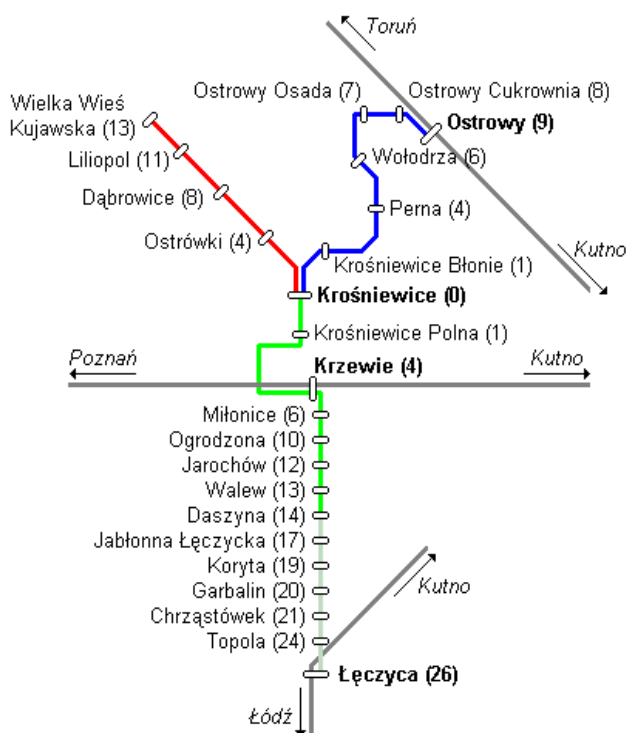 Toruń
Ostrowy Osada (7)
Ostrowy Cukrownia (8)
Wielka Wieś
Kujawska (13)
Ostrowy (9)
Liliopol (11)
Wołodrza (6)
Dąbrowice (8)
Perna (4)
Ostrówki (4)
Kutno
Krośniewice Błonie (1)
Krośniewice (0)
Krośniewice Polna (1)
Poznań
Krzewie (4)
Kutno
Miłonice (6)
Ogrodzona (10)
Jarochów (12)
Walew (13)
Daszyna (14)
Jabłonna Łęczycka (17)
Koryta (19)
Kutno
Garbalin (20)
Chrząstówek (21)
Topola (24)
Łęczyca (26)
Łódź